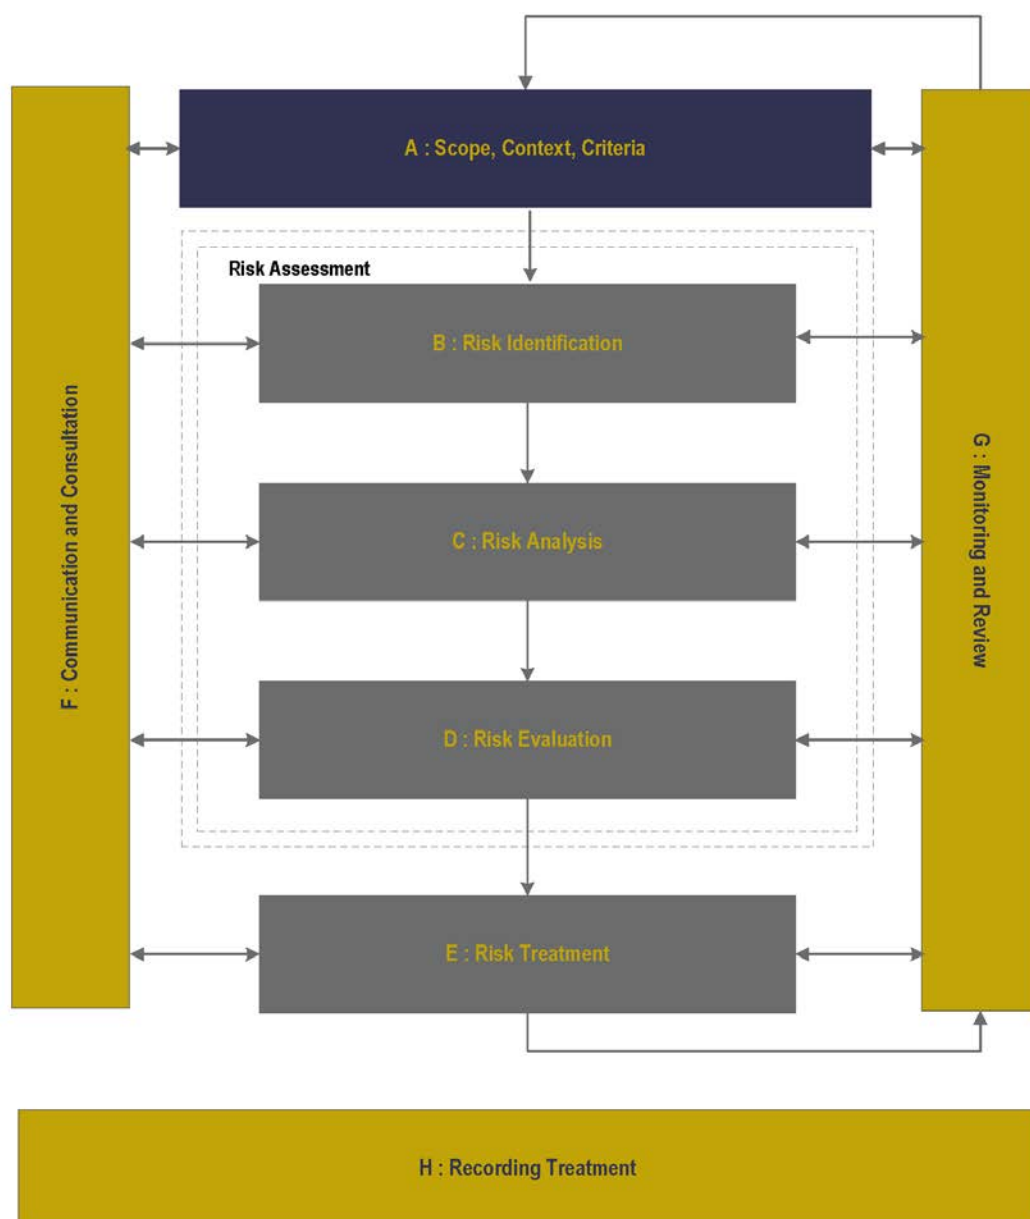 A : Scope, Context, Criteria
Risk Assessment
B : Risk Identification
C : Risk Analysis
D : Risk Evaluation
E : Risk Treatment
F : Communication and Consultation
G : Monitoring and Review
H : Recording Treatment